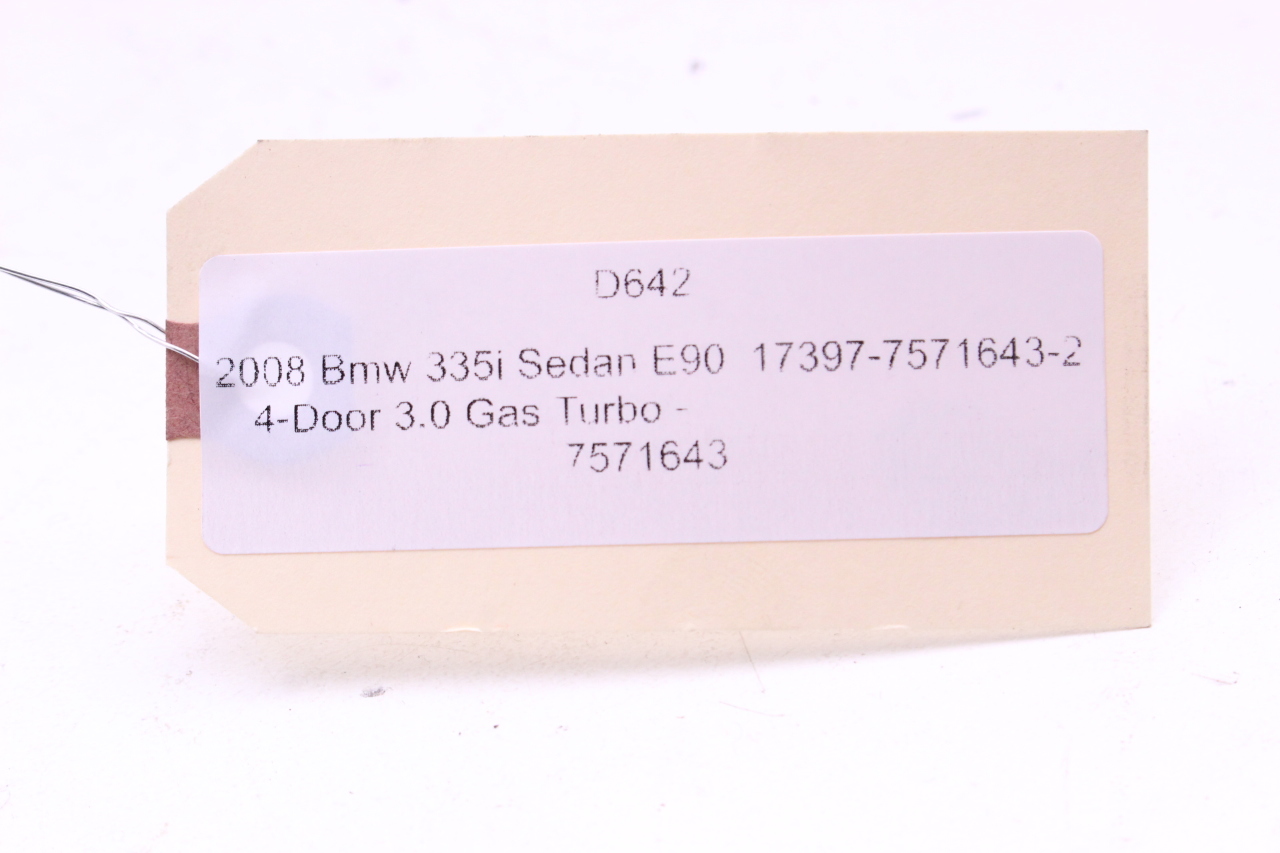 D642
2008 Bmw 335i Sedan E90 17397-7571643-2
4-Door 3.0 Gas Turbo -
7571643